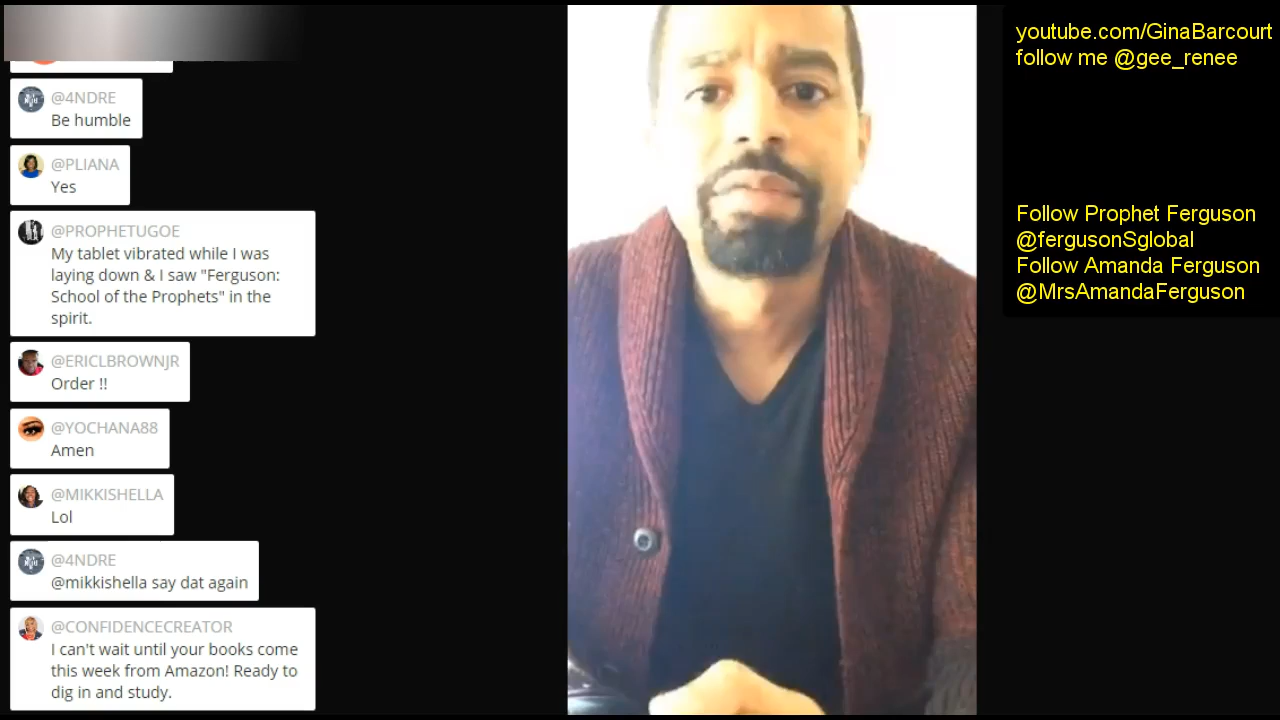 @4NDRE
Be humble
@PLIANA
Yes
@PROPHETUGOE
My tablet vibrated while I was
laying down & I saw "Ferguson:
School of the Prophets" in the
spirit.
@ERICLBROWNJR
Order !!
@YOCHANA88
Amen
@MIKKISHELLA
Lol
@4NDRE
@mikkishella say dat again
@CONFIDENCECREATOR
I can't wait until your books come
this week from Amazon! Ready to
dig in and study.
youtube.com/GinaBarcourt
follow me @gee_renee
Follow Prophet Ferguson
@fergusonSglobal
Follow Amanda Ferguson
@MrsAmandaFerguson